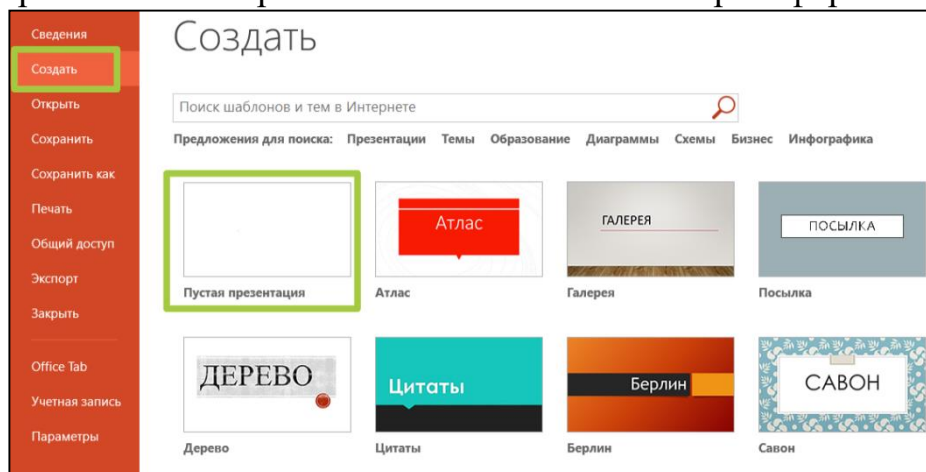 Сведения
Создать
Открыть
Сохранить
Сохранить как
Печать
Общий доступ
Экспорт
Закрыть
Office Tab
Учетная запись
Параметры
Создать
Поиск шаблонов и тем в Интернете
Предложения для поиска: Презентации Темы Образование Диаграммы Схемы Бизнес Инфографика
Атлас ГАЛЕРЕЯ ПОСЫЛКА
Пустая презентация Атлас Галерея Посылка
ДЕРЕВО Цитаты Берлин САВОН
Дерево Цитаты Берлин Савон